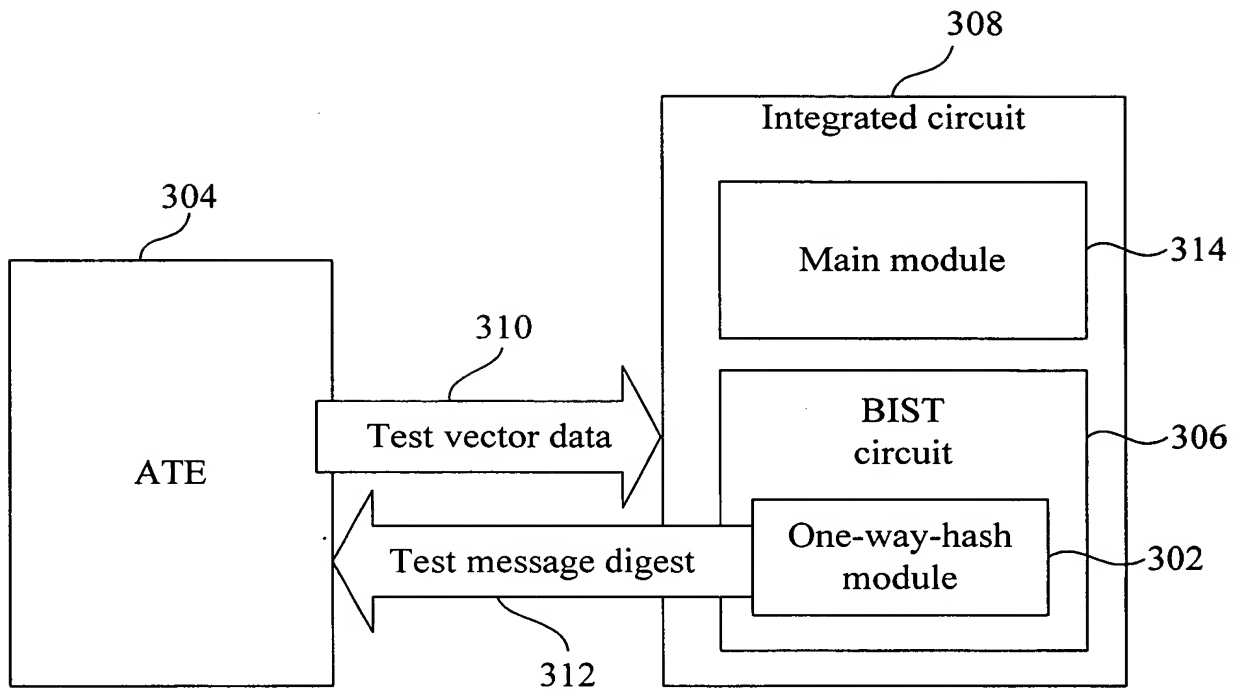 308
Integrated circuit
304
Main module
314
310
Test vector data
BIST
circuit
306
ATE
Test message digest
One-way-hash
module
302
312